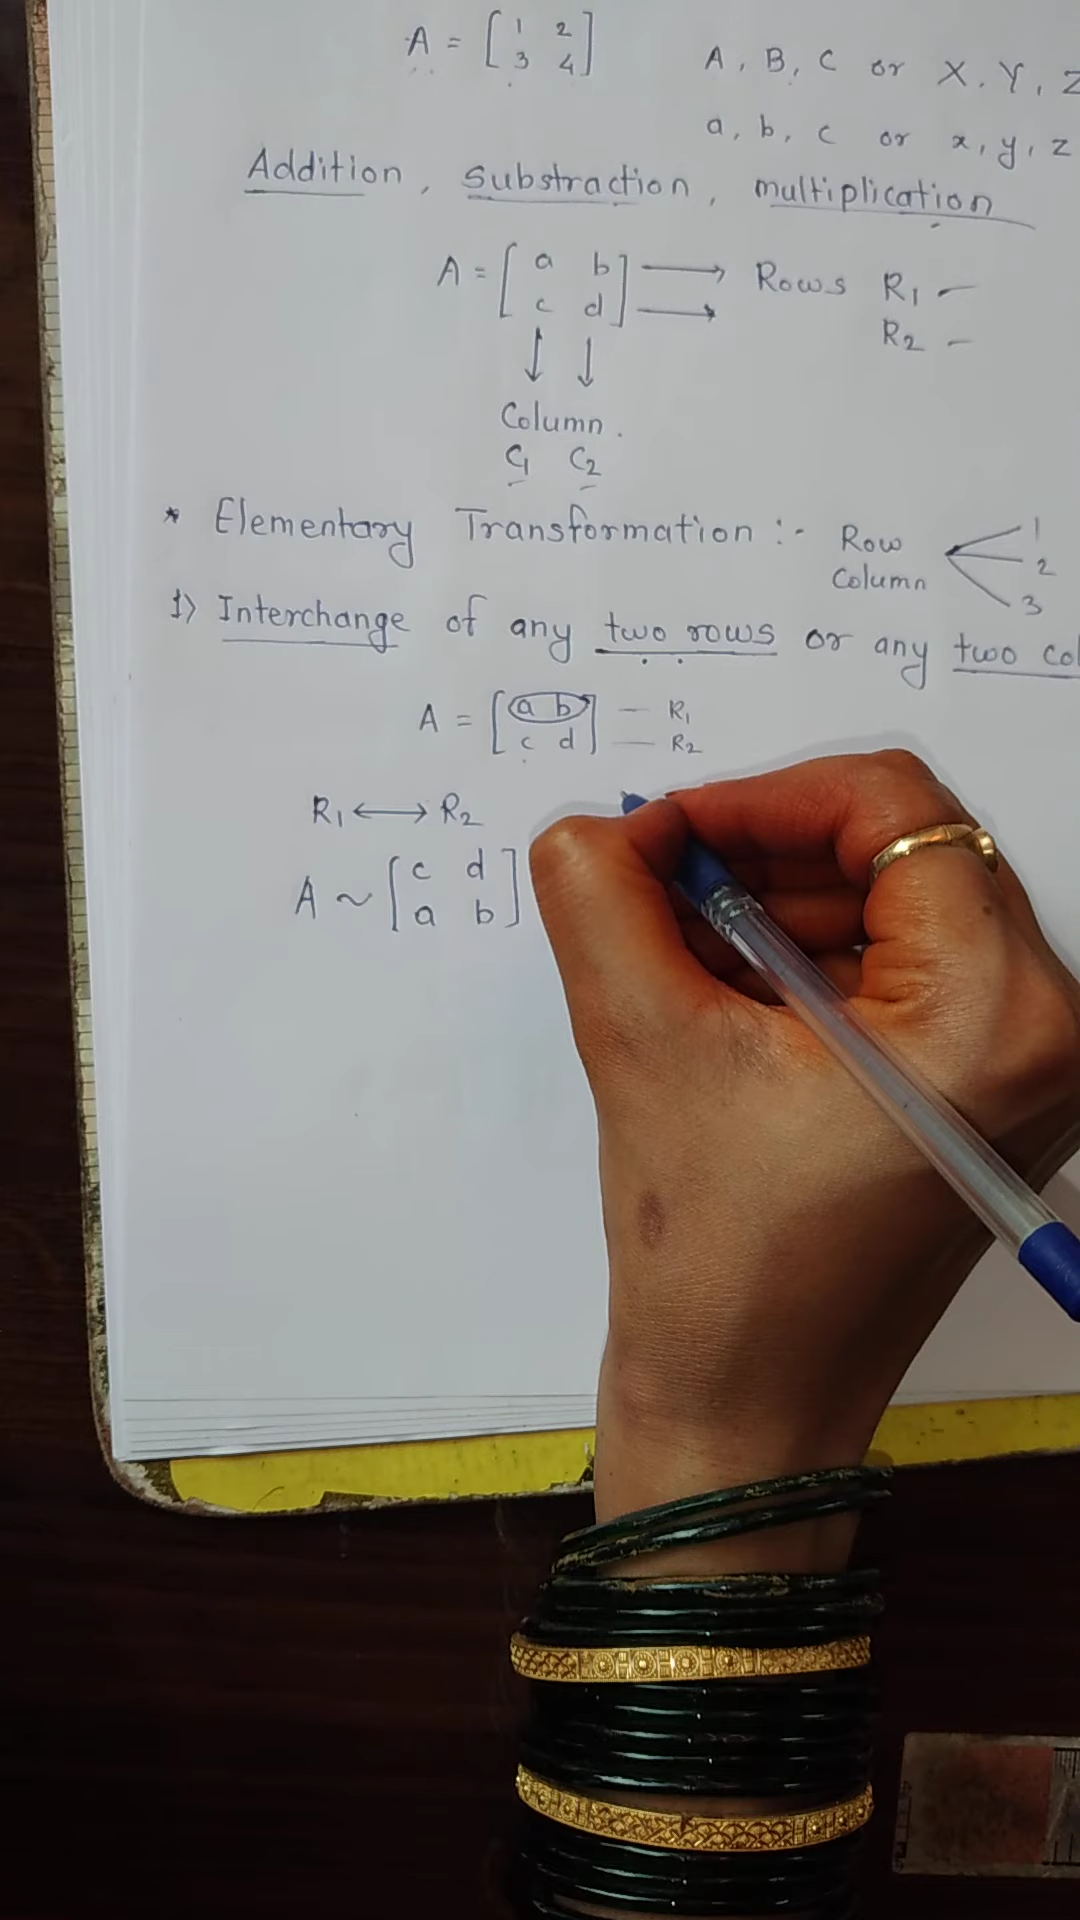 A = [ 1 2
3 4 ]
A, B, C or X, Y, Z
a, b, c or x, y, z
Addition, Substraction, multiplication
A = [ a b → Rows R1 –
c d ] → R2 –
↓ ↓
Column.
C1 C2
* Elementary Transformation :- Row 1
Column 2
3
1) Interchange of any two rows or any two col
A = [ a b — R1
c d ] — R2
R1 ↔ R2
A ~ [ c d
a b ]